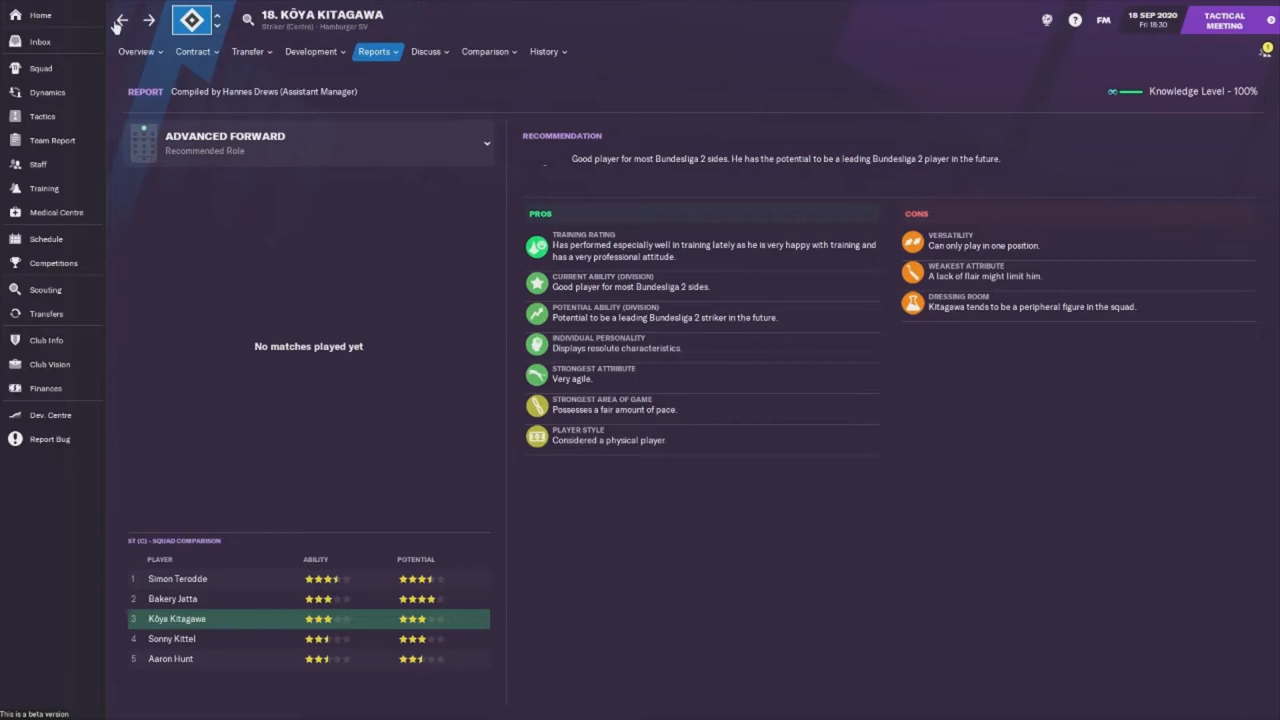 Home
Inbox
Squad
Dynamics
Tactics
Team Report
Staff
Training
Medical Centre
Schedule
Competitions
Scouting
Transfers
Club Info
Club Vision
Finances
Dev. Centre
Report Bug
This is a beta version
18. KÔYA KITAGAWA
Striker (Centre) - Hamburger SV
FM
18 SEP 2020
Fri 18:30
TACTICAL
MEETING
1
Overview
Contract
Transfer
Development
Reports
Discuss
Comparison
History
REPORT Compiled by Hannes Drews (Assistant Manager)
Knowledge Level - 100%
ADVANCED FORWARD
Recommended Role
No matches played yet
ST (C) - SQUAD COMPARISON
PLAYER ABILITY POTENTIAL
1 Simon Terodde
2 Bakery Jatta
3 Kôya Kitagawa
4 Sonny Kittel
5 Aaron Hunt
RECOMMENDATION
Good player for most Bundesliga 2 sides. He has the potential to be a leading Bundesliga 2 player in the future.
PROS
TRAINING RATING
Has performed especially well in training lately as he is very happy with training and
has a very professional attitude.
CURRENT ABILITY (DIVISION)
Good player for most Bundesliga 2 sides.
POTENTIAL ABILITY (DIVISION)
Potential to be a leading Bundesliga 2 striker in the future.
INDIVIDUAL PERSONALITY
Displays resolute characteristics.
STRONGEST ATTRIBUTE
Very agile.
STRONGEST AREA OF GAME
Possesses a fair amount of pace.
PLAYER STYLE
Considered a physical player.
CONS
VERSATILITY
Can only play in one position.
WEAKEST ATTRIBUTE
A lack of flair might limit him.
DRESSING ROOM
Kitagawa tends to be a peripheral figure in the squad.